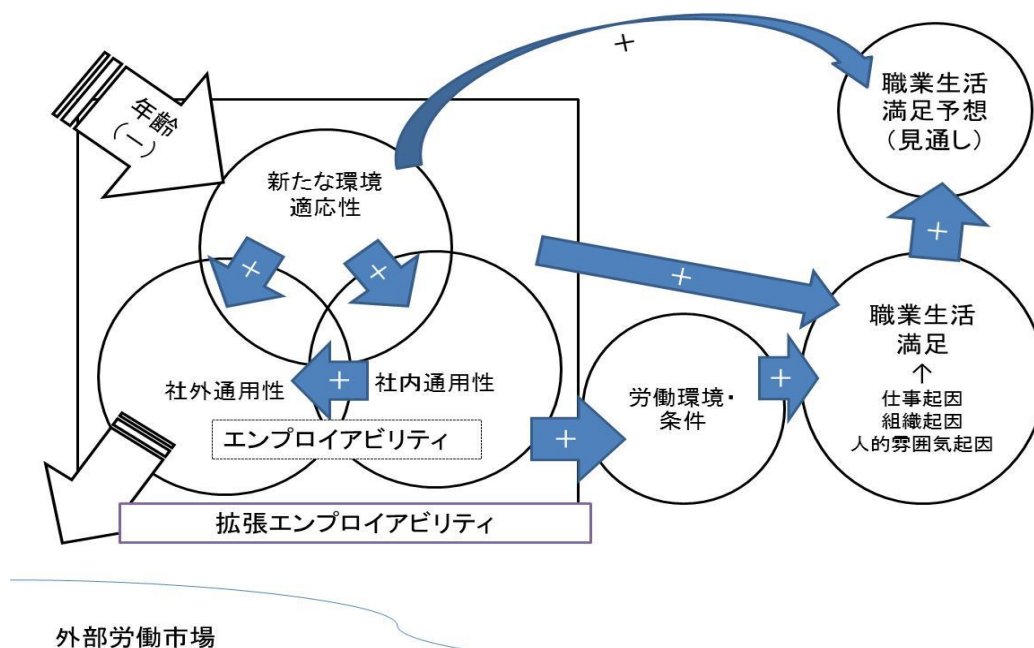 ＋
職業生活
満足予想
（見通し）
年齢
（ー）
新たな環境
適応性
＋
＋
＋
＋
職業生活
満足
↑
仕事起因
組織起因
人的雰囲気起因
社外通用性
＋
社内通用性
労働環境・
条件
＋
エンプロイアビリティ
＋
拡張エンプロイアビリティ
外部労働市場